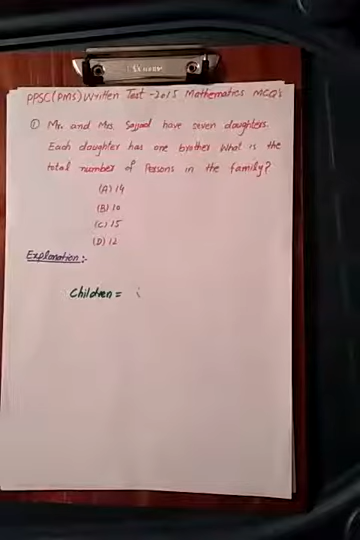 PPSC(PMS) Written Test -2015 Mathematics MCQ's
① Mr. and Mrs. Sajjad have seven daughters.
Each daughter has one brother What is the
total number of Persons in the family?
(A) 14
(B) 10
(C) 15
(D) 12
Explanation:-
Children =